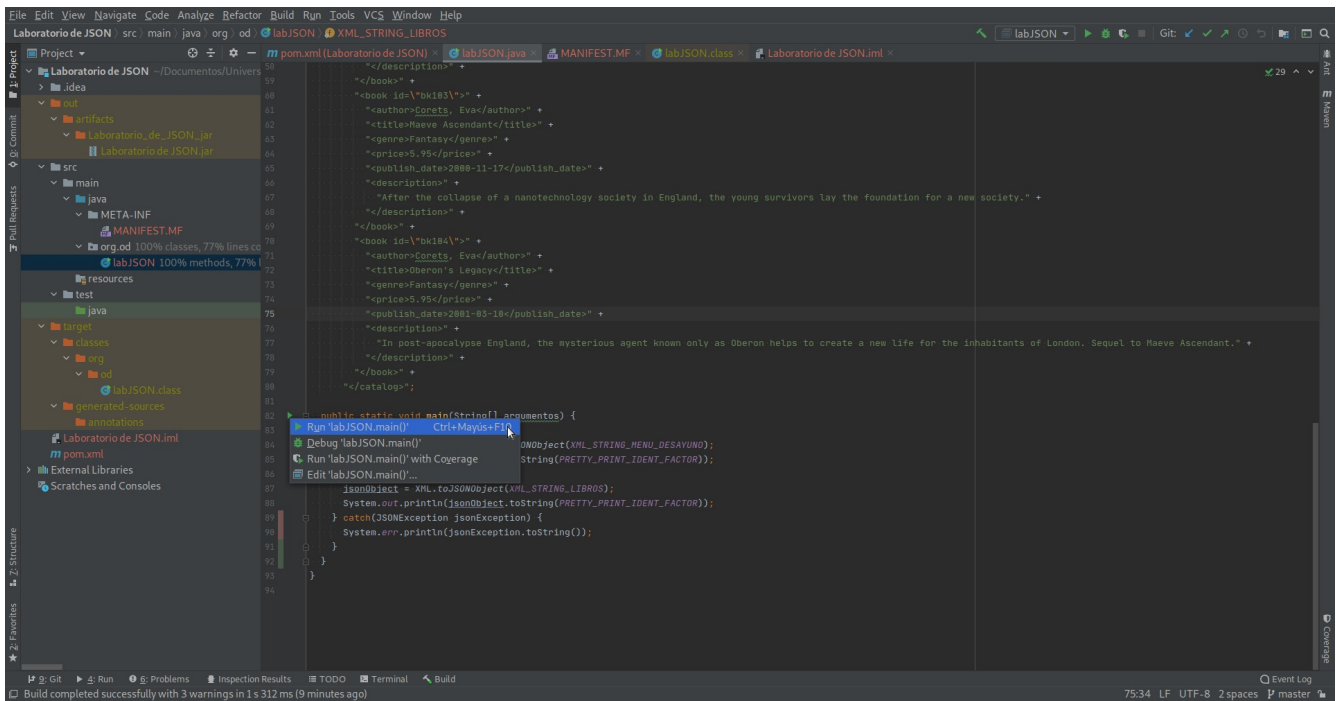 File Edit View Navigate Code Analyze Refactor Build Run Tools VCS Window Help
Laboratorio de JSON src main java org od labJSON XML_STRING_LIBROS labJSON Git:
Project
pom.xml (Laboratorio de JSON) labJSON.java MANIFEST.MF labJSON.class Laboratorio de JSON.iml
Laboratorio de JSON ~/Documentos/Univers
.idea
out
artifacts
Laboratorio_de_JSON_jar
Laboratorio de JSON.jar
src
main
java
META-INF
MANIFEST.MF
org.od 100% classes, 77% lines co
labJSON 100% methods, 77% l
resources
test
java
target
classes
org
od
labJSON.class
generated-sources
annotations
Laboratorio de JSON.iml
pom.xml
External Libraries
Scratches and Consoles
1: Project
0: Commit
Pull Requests
7: Structure
2: Favorites
58 "</description>" +
59 "</book>" +
60 "<book id=\"bk103\">" +
61 "<author>Corets, Eva</author>" +
62 "<title>Maeve Ascendant</title>" +
63 "<genre>Fantasy</genre>" +
64 "<price>5.95</price>" +
65 "<publish_date>2000-11-17</publish_date>" +
66 "<description>" +
67 "After the collapse of a nanotechnology society in England, the young survivors lay the foundation for a new society." +
68 "</description>" +
69 "</book>" +
70 "<book id=\"bk104\">" +
71 "<author>Corets, Eva</author>" +
72 "<title>Oberon's Legacy</title>" +
73 "<genre>Fantasy</genre>" +
74 "<price>5.95</price>" +
75 "<publish_date>2001-03-10</publish_date>" +
76 "<description>" +
77 "In post-apocalypse England, the mysterious agent known only as Oberon helps to create a new life for the inhabitants of London. Sequel to Maeve Ascendant." +
78 "</description>" +
79 "</book>" +
80 "</catalog>";
81
82 public static void main(String[] argumentos) {
83
84 ONObject(XML_STRING_MENU_DESAYUNO);
85 String(PRETTY_PRINT_IDENT_FACTOR));
86
87 jsonObject = XML.toJSONObject(XML_STRING_LIBROS);
88 System.out.println(jsonObject.toString(PRETTY_PRINT_IDENT_FACTOR));
89 } catch(JSONException jsonException) {
90 System.err.println(jsonException.toString());
91 }
92 }
93 }
94
Run 'labJSON.main()' Ctrl+Mayús+F10
Debug 'labJSON.main()'
Run 'labJSON.main()' with Coverage
Edit 'labJSON.main()'...
29
Ant
Maven
Coverage
9: Git 4: Run 6: Problems Inspection Results TODO Terminal Build Event Log
Build completed successfully with 3 warnings in 1 s 312 ms (9 minutes ago) 75:34 LF UTF-8 2 spaces master